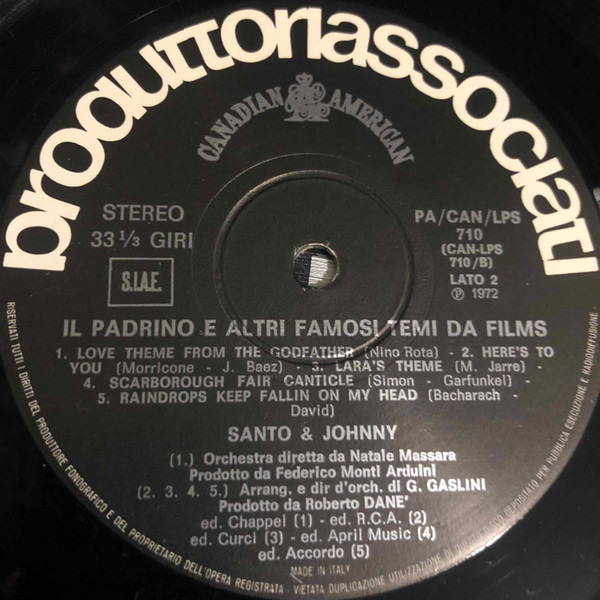 produttoriassociati
CANADIAN AMERICAN
STEREO
33 1/3 GIRI
S.I.A.E.
PA/CAN/LPS
710
(CAN-LPS
710/B)
LATO 2
℗ 1972
IL PADRINO E ALTRI FAMOSI TEMI DA FILMS
1. LOVE THEME FROM THE GODFATHER (Nino Rota) - 2. HERE'S TO
YOU (Morricone - J. Baez) - 3. LARA'S THEME (M. Jarre) -
4. SCARBOROUGH FAIR CANTICLE (Simon - Garfunkel) -
5. RAINDROPS KEEP FALLIN ON MY HEAD (Bacharach -
David)
SANTO & JOHNNY
(1.) Orchestra diretta da Natale Massara
Prodotto da Federico Monti Arduini
(2. 3. 4. 5.) Arrang. e dir d'orch. di G. GASLINI
Prodotto da Roberto DANE'
ed. Chappel (1) - ed. R.C.A. (2)
ed. Curci (3) - ed. April Music (4)
ed. Accordo (5)
MADE IN ITALY
RISERVATI TUTTI I DIRITTI DEL PRODUTTORE FONOGRAFICO E DEL PROPRIETARIO DELL'OPERA REGISTRATA - VIETATA DUPLICAZIONE UTILIZZAZIONE DI DEPOSITATO PER PUBBLICA ESECUZIONE E RADIODIFFUSIONE -